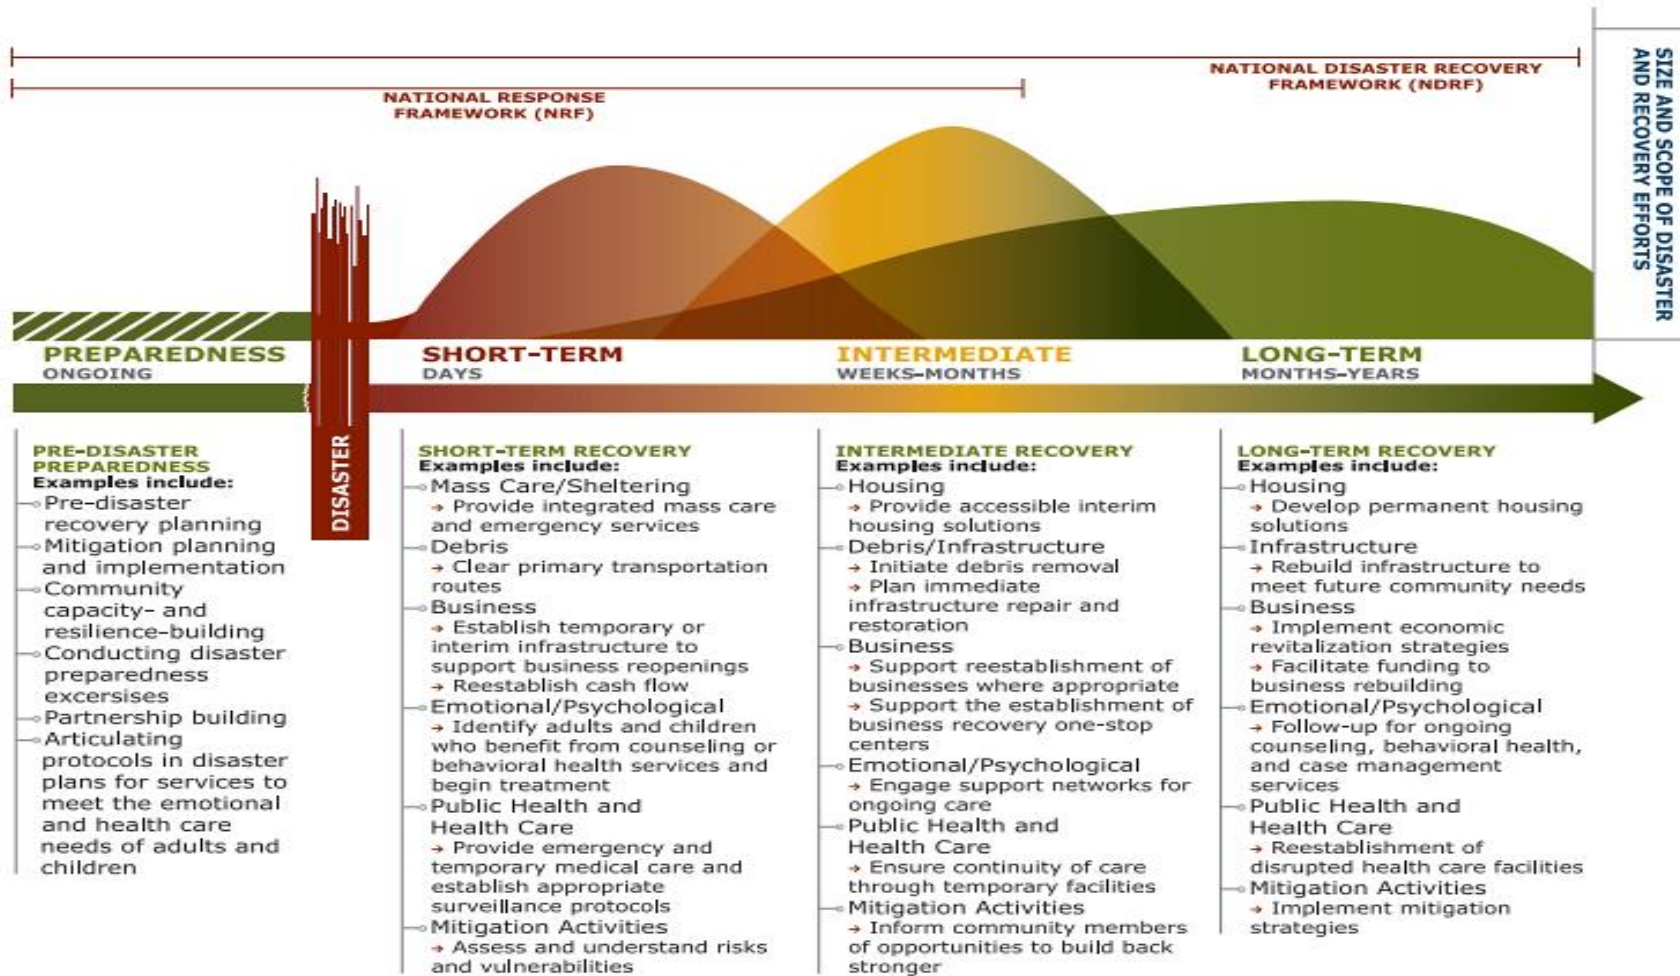 NATIONAL DISASTER RECOVERY
FRAMEWORK (NDRF)
NATIONAL RESPONSE
FRAMEWORK (NRF)
SIZE AND SCOPE OF DISASTER
AND RECOVERY EFFORTS
PREPAREDNESS
ONGOING
SHORT-TERM
DAYS
INTERMEDIATE
WEEKS-MONTHS
LONG-TERM
MONTHS-YEARS
DISASTER
PRE-DISASTER
PREPAREDNESS
Examples include:
Pre-disaster
recovery planning
Mitigation planning
and implementation
Community
capacity- and
resilience-building
Conducting disaster
preparedness
excersises
Partnership building
Articulating
protocols in disaster
plans for services to
meet the emotional
and health care
needs of adults and
children
SHORT-TERM RECOVERY
Examples include:
Mass Care/Sheltering
→ Provide integrated mass care
and emergency services
Debris
→ Clear primary transportation
routes
Business
→ Establish temporary or
interim infrastructure to
support business reopenings
→ Reestablish cash flow
Emotional/Psychological
→ Identify adults and children
who benefit from counseling or
behavioral health services and
begin treatment
Public Health and
Health Care
→ Provide emergency and
temporary medical care and
establish appropriate
surveillance protocols
Mitigation Activities
→ Assess and understand risks
and vulnerabilities
INTERMEDIATE RECOVERY
Examples include:
Housing
→ Provide accessible interim
housing solutions
Debris/Infrastructure
→ Initiate debris removal
→ Plan immediate
infrastructure repair and
restoration
Business
→ Support reestablishment of
businesses where appropriate
→ Support the establishment of
business recovery one-stop
centers
Emotional/Psychological
→ Engage support networks for
ongoing care
Public Health and
Health Care
→ Ensure continuity of care
through temporary facilities
Mitigation Activities
→ Inform community members
of opportunities to build back
stronger
LONG-TERM RECOVERY
Examples include:
Housing
→ Develop permanent housing
solutions
Infrastructure
→ Rebuild infrastructure to
meet future community needs
Business
→ Implement economic
revitalization strategies
→ Facilitate funding to
business rebuilding
Emotional/Psychological
→ Follow-up for ongoing
counseling, behavioral health,
and case management
services
Public Health and
Health Care
→ Reestablishment of
disrupted health care facilities
Mitigation Activities
→ Implement mitigation
strategies